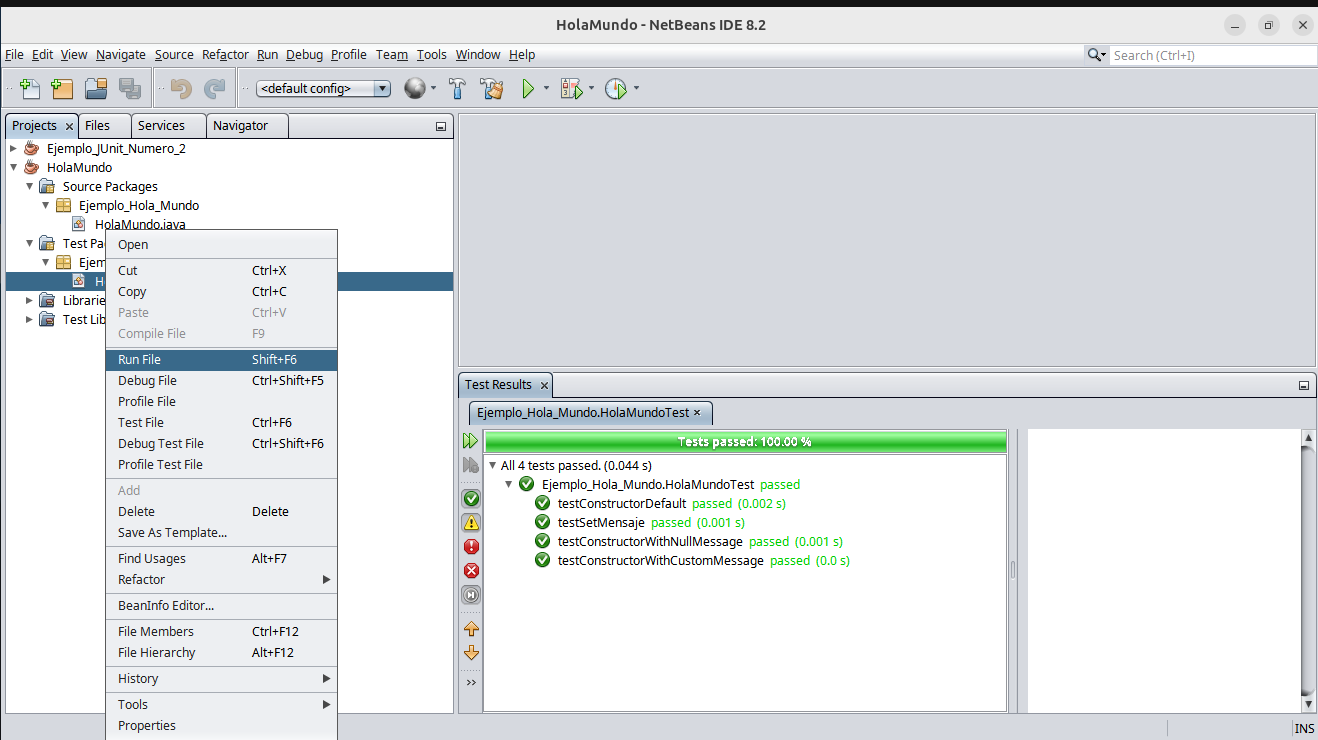 HolaMundo - NetBeans IDE 8.2
File Edit View Navigate Source Refactor Run Debug Profile Team Tools Window Help
Search (Ctrl+I)
<default config>
Projects Files Services Navigator
Ejemplo_JUnit_Numero_2
HolaMundo
Source Packages
Ejemplo_Hola_Mundo
HolaMundo.java
Test Pa
Ejem
H
Librarie
Test Lib
Open
Cut Ctrl+X
Copy Ctrl+C
Paste Ctrl+V
Compile File F9
Run File Shift+F6
Debug File Ctrl+Shift+F5
Profile File
Test File Ctrl+F6
Debug Test File Ctrl+Shift+F6
Profile Test File
Add
Delete Delete
Save As Template...
Find Usages Alt+F7
Refactor
BeanInfo Editor...
File Members Ctrl+F12
File Hierarchy Alt+F12
History
Tools
Properties
Test Results
Ejemplo_Hola_Mundo.HolaMundoTest
Tests passed: 100.00 %
All 4 tests passed. (0.044 s)
Ejemplo_Hola_Mundo.HolaMundoTest passed
testConstructorDefault passed (0.002 s)
testSetMensaje passed (0.001 s)
testConstructorWithNullMessage passed (0.001 s)
testConstructorWithCustomMessage passed (0.0 s)
INS